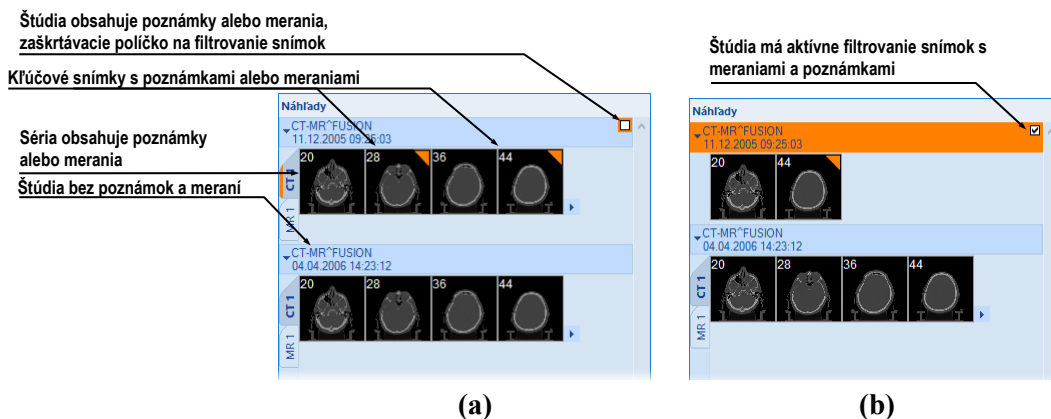 Štúdia obsahuje poznámky alebo merania,
zaškrtávacie políčko na filtrovanie snímok
Kľúčové snímky s poznámkami alebo meraniami
Séria obsahuje poznámky
alebo merania
Štúdia bez poznámok a meraní
Náhľady
CT-MR^FUSION
11.12.2005 09:25:03
20 28 36 44
CT 1
MR 1
CT-MR^FUSION
04.04.2006 14:23:12
20 28 36 44
CT 1
MR 1
(a)
Štúdia má aktívne filtrovanie snímok s
meraniami a poznámkami
Náhľady
CT-MR^FUSION
11.12.2005 09:25:03
20 44
CT-MR^FUSION
04.04.2006 14:23:12
20 28 36 44
CT 1
MR 1
(b)